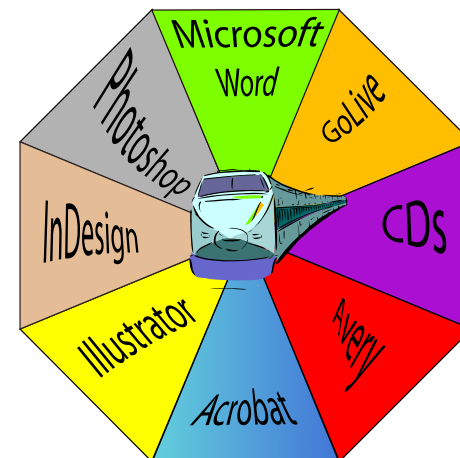 Microsoft
Word
GoLive
CDs
Avery
Acrobat
Illustrator
InDesign
Photoshop